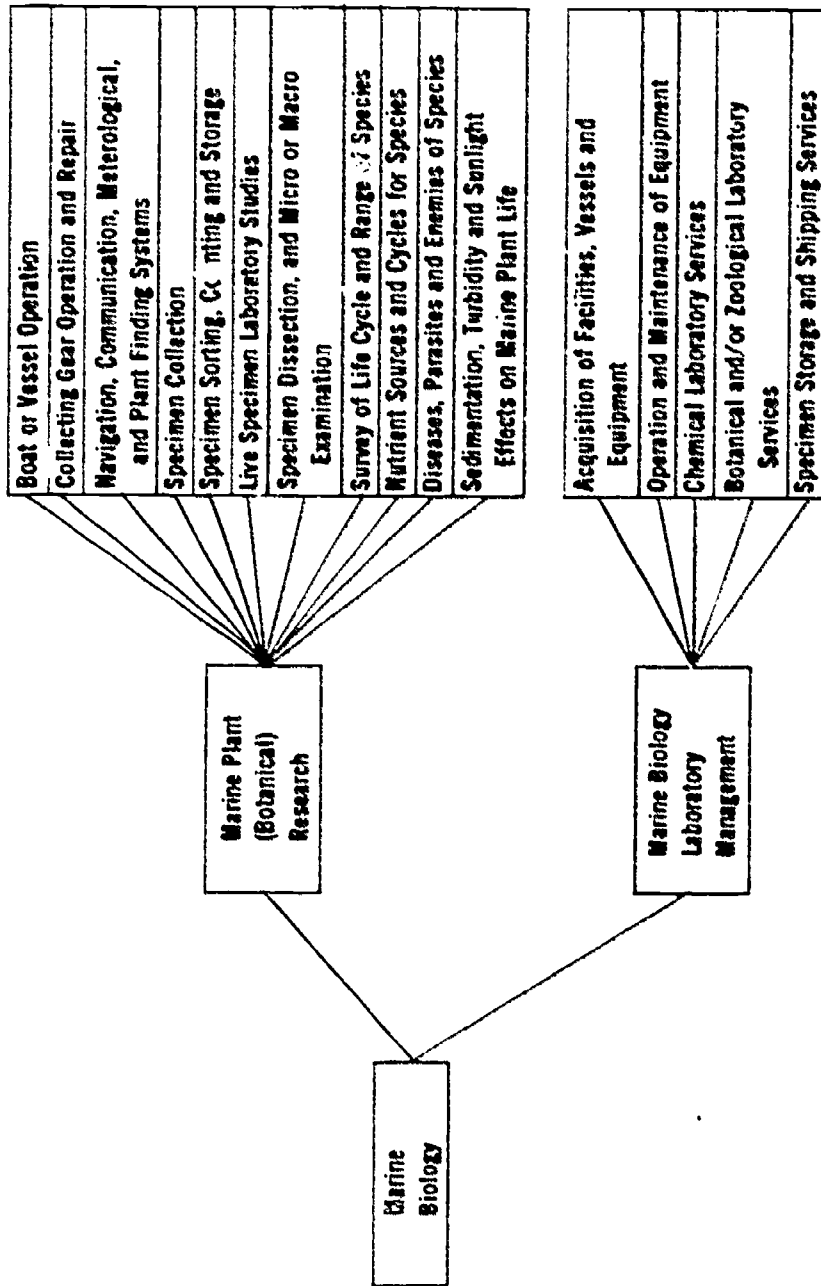 Marine
Biology
Marine Plant
(Botanical)
Research
Boat or Vessel Operation
Collecting Gear Operation and Repair
Navigation, Communication, Meterological,
and Plant Finding Systems
Specimen Collection
Specimen Sorting, Co nting and Storage
Live Specimen Laboratory Studies
Specimen Dissection, and Micro or Macro
Examination
Survey of Life Cycle and Range of Species
Nutrient Sources and Cycles for Species
Diseases, Parasites and Enemies of Species
Sedimentation, Turbidity and Sunlight
Effects on Marine Plant Life
Marine Biology
Laboratory
Management
Acquisition of Facilities, Vessels and
Equipment
Operation and Maintenance of Equipment
Chemical Laboratory Services
Botanical and/or Zoological Laboratory
Services
Specimen Storage and Shipping Services